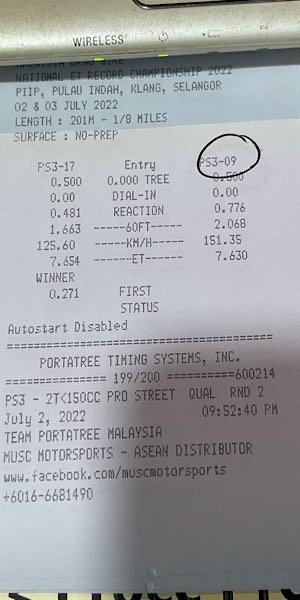 WIRELESS
NATIONAL ET RECORD CHAMPIONSHIP 2022
PIIP, PULAU INDAH, KLANG, SELANGOR
02 & 03 JULY 2022
LENGTH : 201M - 1/8 MILES
SURFACE : NO-PREP
PS3-17 Entry PS3-09
0.500 0.000 TREE 0.500
0.00 DIAL-IN 0.00
0.481 REACTION 0.776
1.663 -----60FT----- 2.068
125.60 -----KM/H----- 151.35
7.654 ------ET------ 7.630
WINNER
0.271 FIRST
STATUS
Autostart Disabled
========================================
PORTATREE TIMING SYSTEMS, INC.
=============== 199/200 ==========600214
PS3 - 2T<150CC PRO STREET QUAL RND 2
July 2, 2022 09:52:40 PM
TEAM PORTATREE MALAYSIA
MUSC MOTORSPORTS - ASEAN DISTRIBUTOR
www.facebook.com/muscmotorsports
+6016-6681490